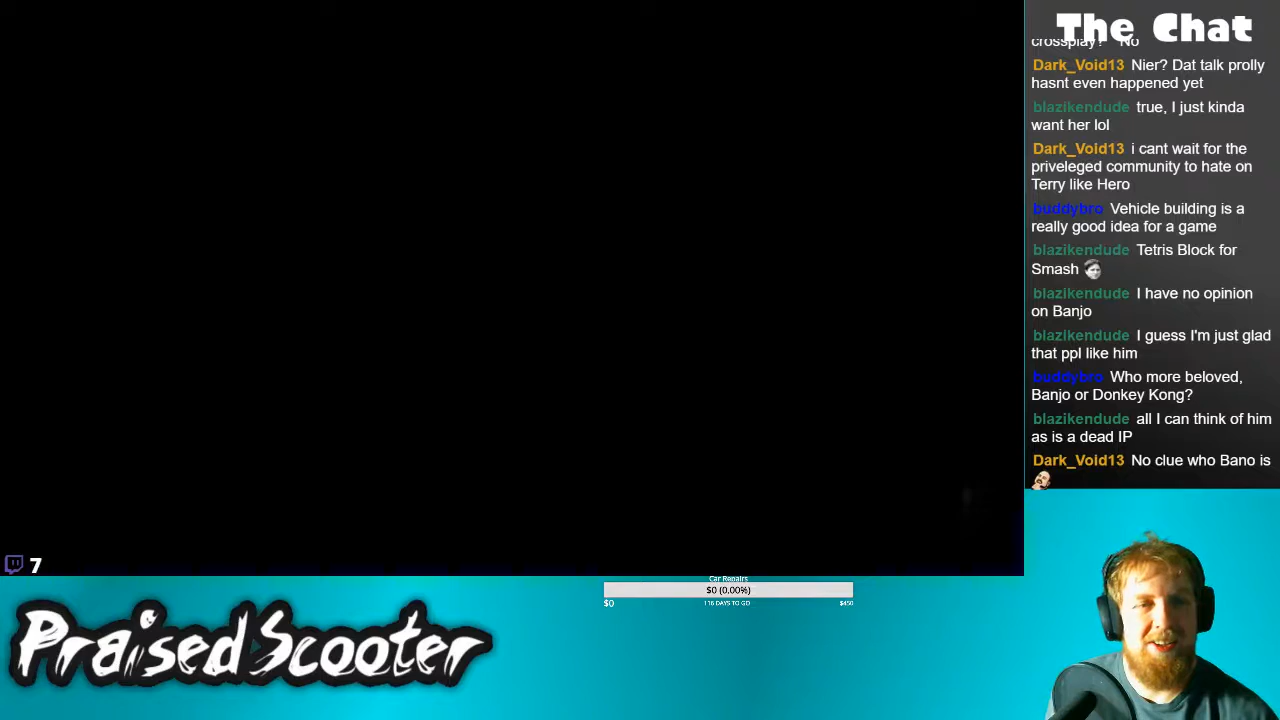 The Chat
crossplay?" "No
Dark_Void13 Nier? Dat talk prolly
hasnt even happened yet
blazikendude true, I just kinda
want her lol
Dark_Void13 i cant wait for the
priveleged community to hate on
Terry like Hero
buddybro Vehicle building is a
really good idea for a game
blazikendude Tetris Block for
Smash
blazikendude I have no opinion
on Banjo
blazikendude I guess I'm just glad
that ppl like him
buddybro Who more beloved,
Banjo or Donkey Kong?
blazikendude all I can think of him
as is a dead IP
Dark_Void13 No clue who Bano is
7
Car Repairs
$0 (0.00%)
$0 116 DAYS TO GO $450
PraisedScooter